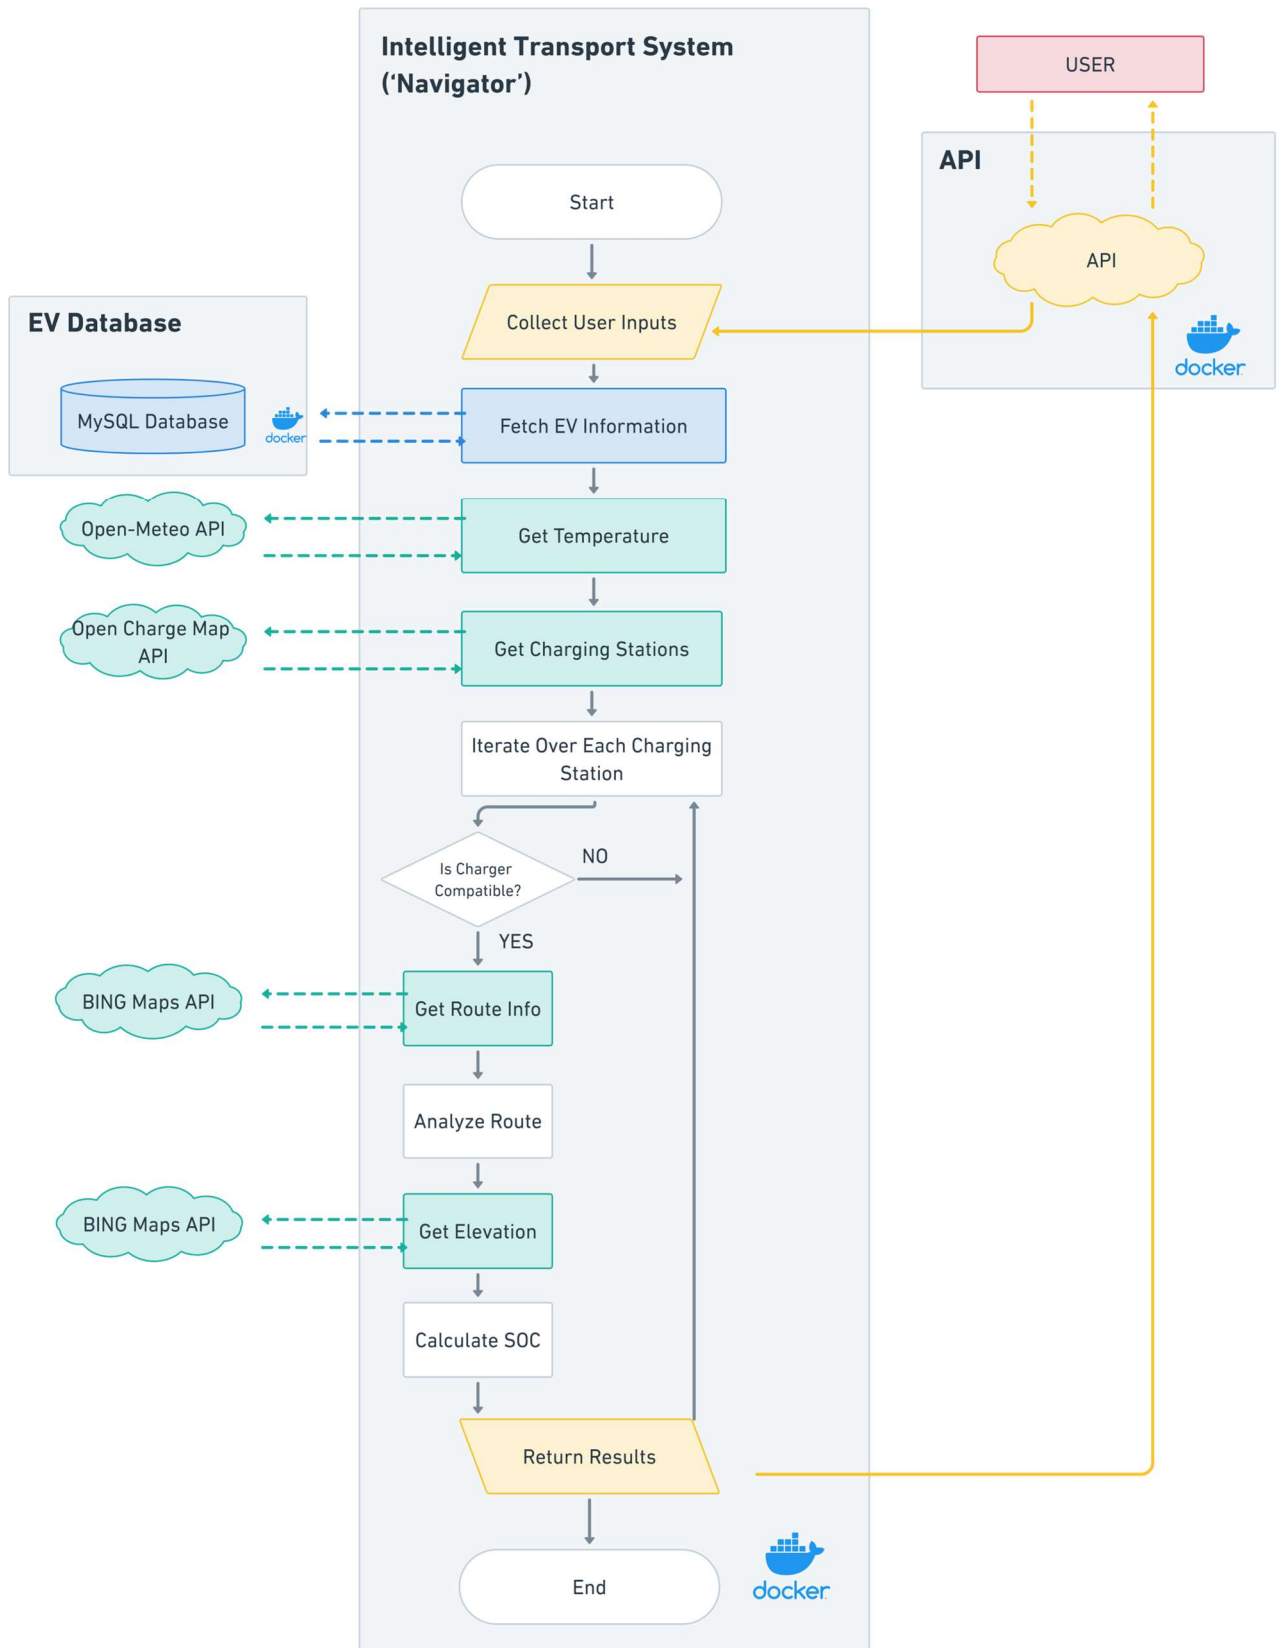 Intelligent Transport System
(‘Navigator’)
USER
API
Start
API
Collect User Inputs
docker
EV Database
MySQL Database
docker
Fetch EV Information
Open-Meteo API
Get Temperature
Open Charge Map
API
Get Charging Stations
Iterate Over Each Charging
Station
Is Charger
Compatible?
NO
YES
BING Maps API
Get Route Info
Analyze Route
BING Maps API
Get Elevation
Calculate SOC
Return Results
End
docker